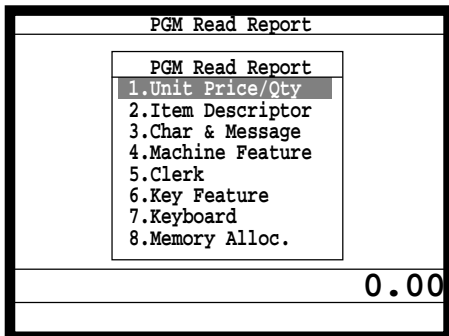 PGM Read Report
PGM Read Report
1.Unit Price/Qty
2.Item Descriptor
3.Char & Message
4.Machine Feature
5.Clerk
6.Key Feature
7.Keyboard
8.Memory Alloc.
0.00